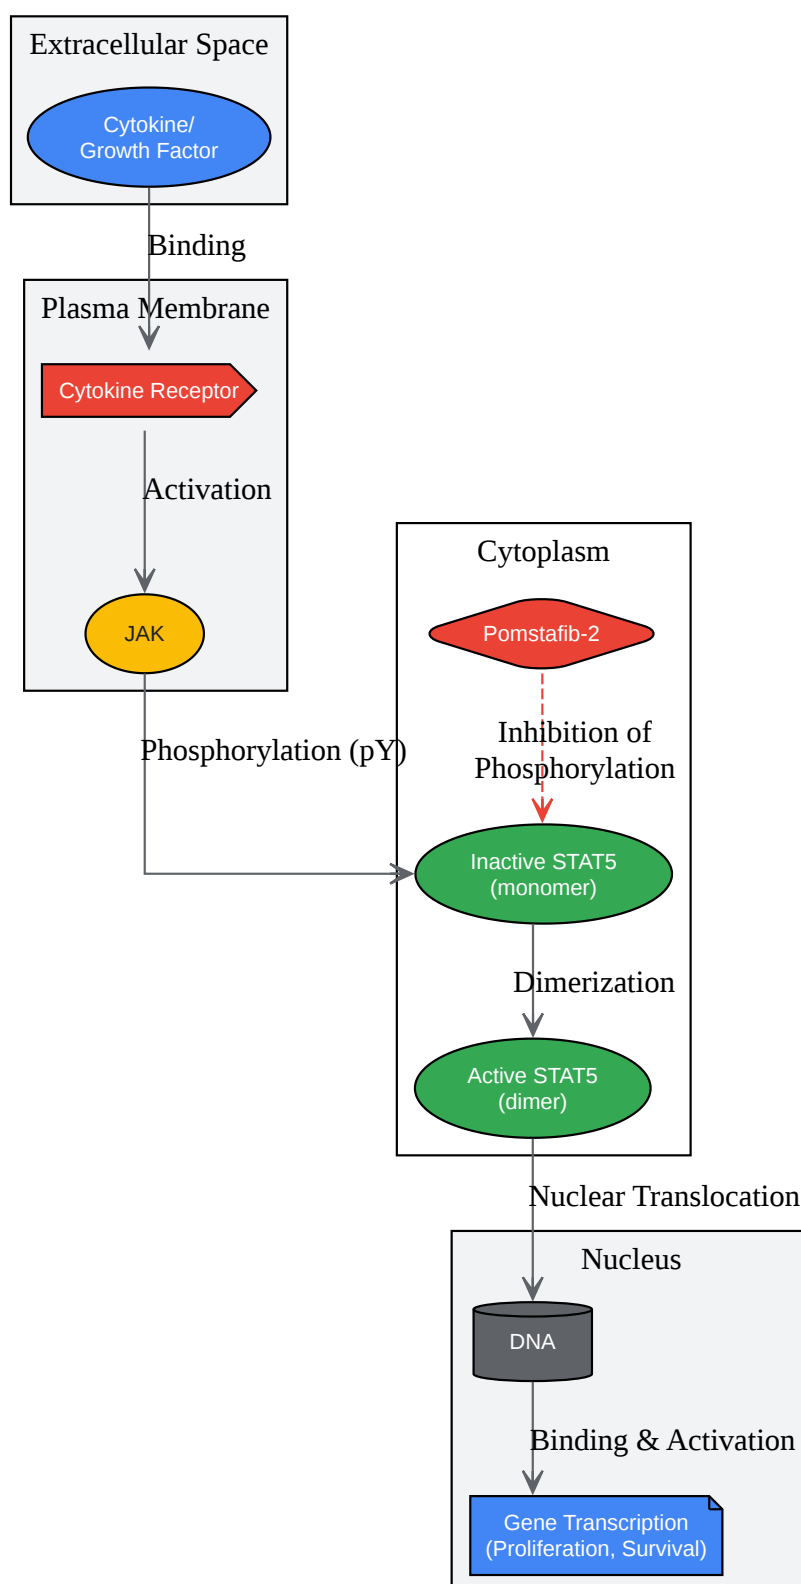 Extracellular Space
Cytokine/
Growth Factor
Binding
Plasma Membrane
Cytokine Receptor
Activation
JAK
Phosphorylation (pY)
Cytoplasm
Pomstafib-2
Inhibition of
Phosphorylation
Inactive STAT5
(monomer)
Dimerization
Active STAT5
(dimer)
Nuclear Translocation
Nucleus
DNA
Binding & Activation
Gene Transcription
(Proliferation, Survival)